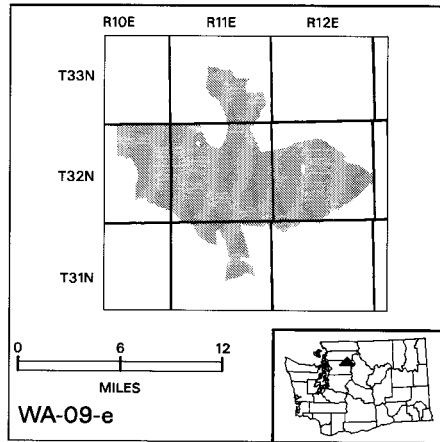 R10E R11E R12E
T33N
T32N
T31N
0 6 12
MILES
WA-09-e